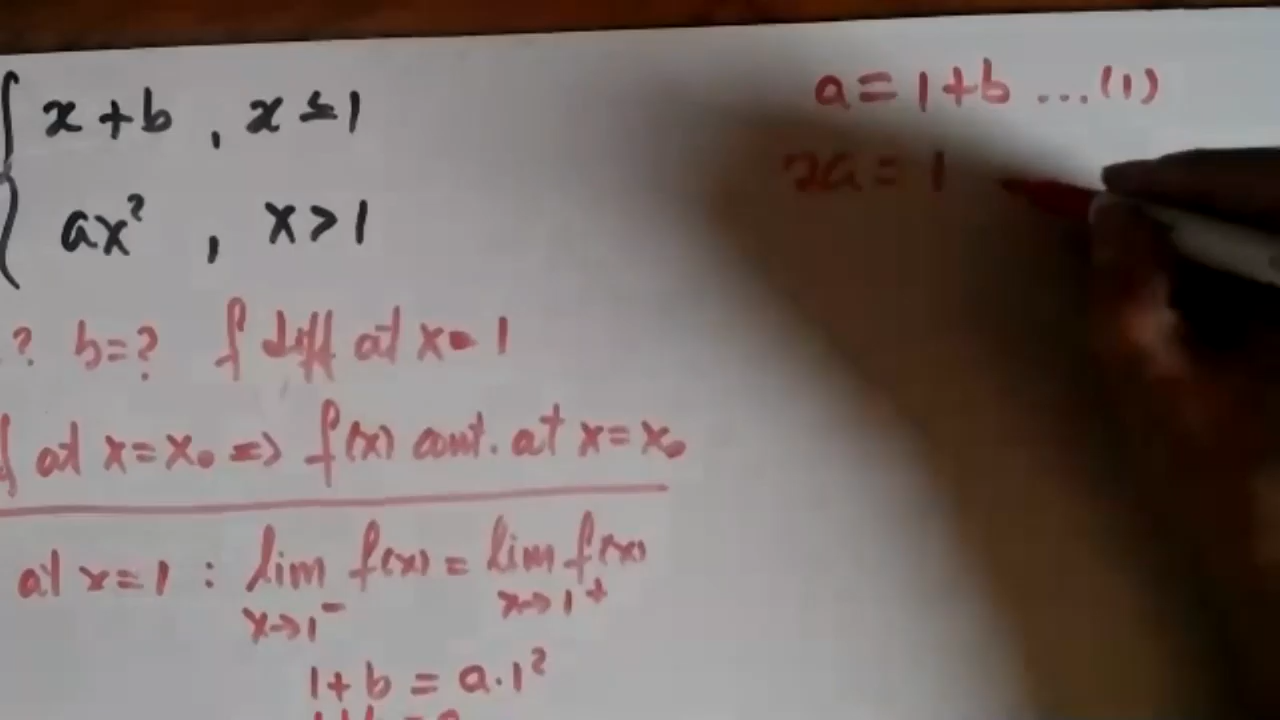 x + b , x ≤ 1
ax² , x > 1
? b=? f diff at x = 1
at x = x₀ => f(x) cont. at x = x₀
at x = 1 : lim f(x) = lim f(x)
x→1⁻ x→1⁺
1 + b = a · 1²
a = 1 + b ... (1)
2a = 1